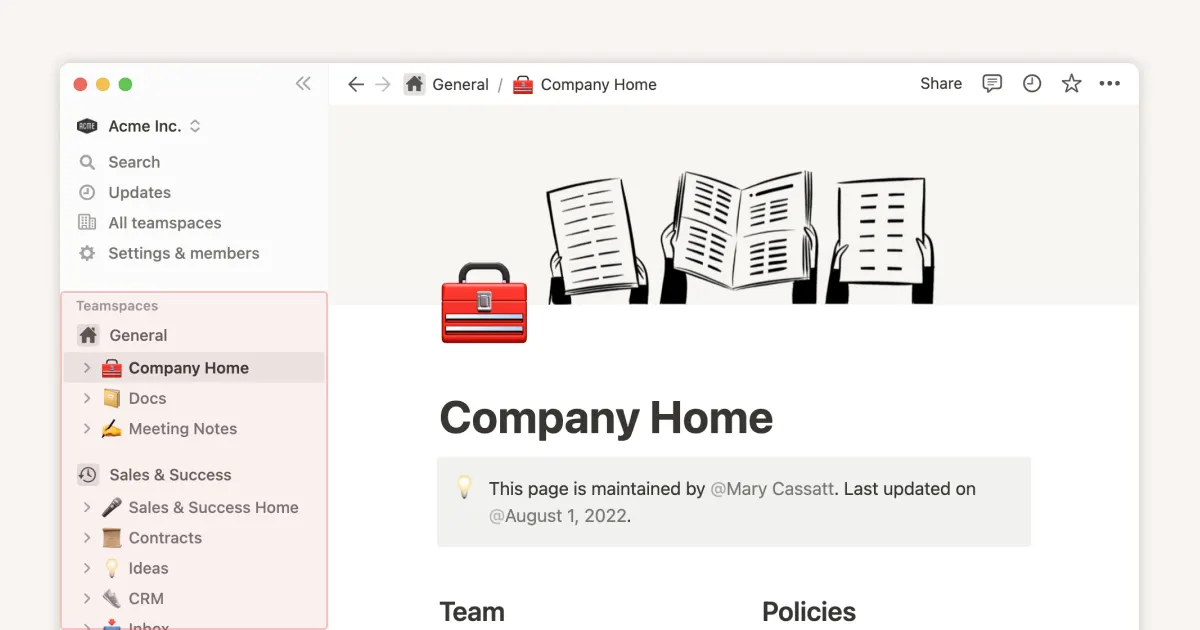 General / Company Home
Share
ACME
Acme Inc.
Search
Updates
All teamspaces
Settings & members
Teamspaces
General
Company Home
Docs
Meeting Notes
Sales & Success
Sales & Success Home
Contracts
Ideas
CRM
Inbox
Company Home
This page is maintained by @Mary Cassatt. Last updated on
@August 1, 2022.
Team
Policies